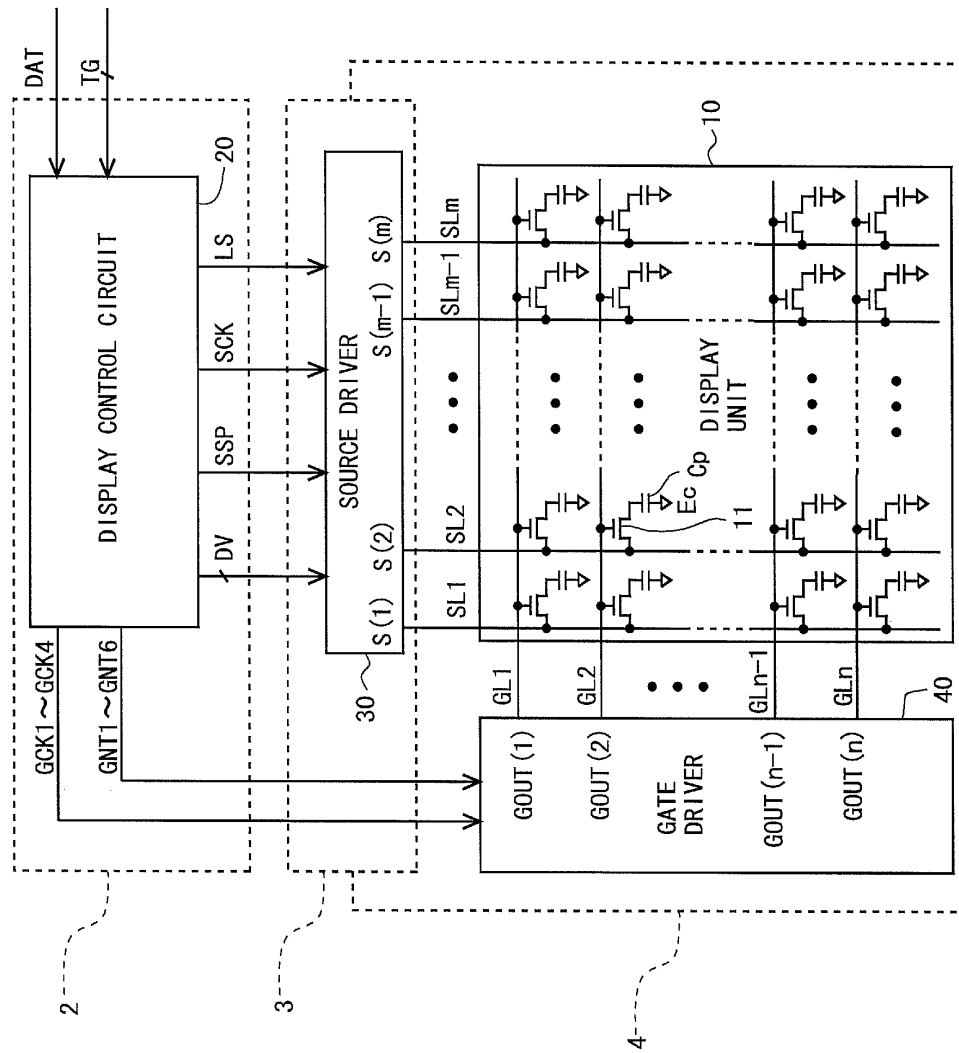 DAT
TG
20
DISPLAY CONTROL CIRCUIT
GCK1~GCK4
GNT1~GNT6
DV
SSP
SCK
LS
2
3
30
SOURCE DRIVER
S(1)
S(2)
S(m-1)
S(m)
SL1
SL2
SLm-1
SLm
10
GL1
GL2
GLn-1
GLn
Ec
Cp
11
DISPLAY
UNIT
40
GOUT(1)
GOUT(2)
GATE
DRIVER
GOUT(n-1)
GOUT(n)
4